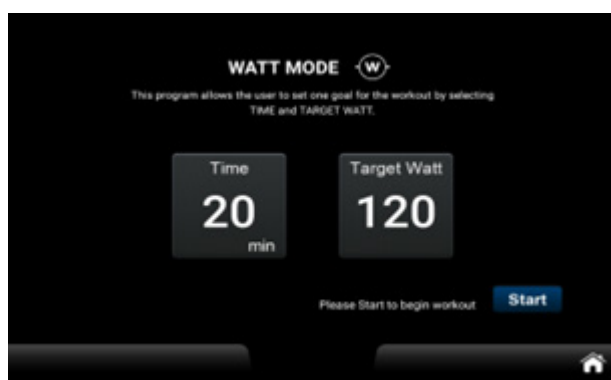 WATT MODE W
This program allows the user to set one goal for the workout by selecting
TIME and TARGET WATT.
Time
20
min
Target Watt
120
Please Start to begin workout
Start